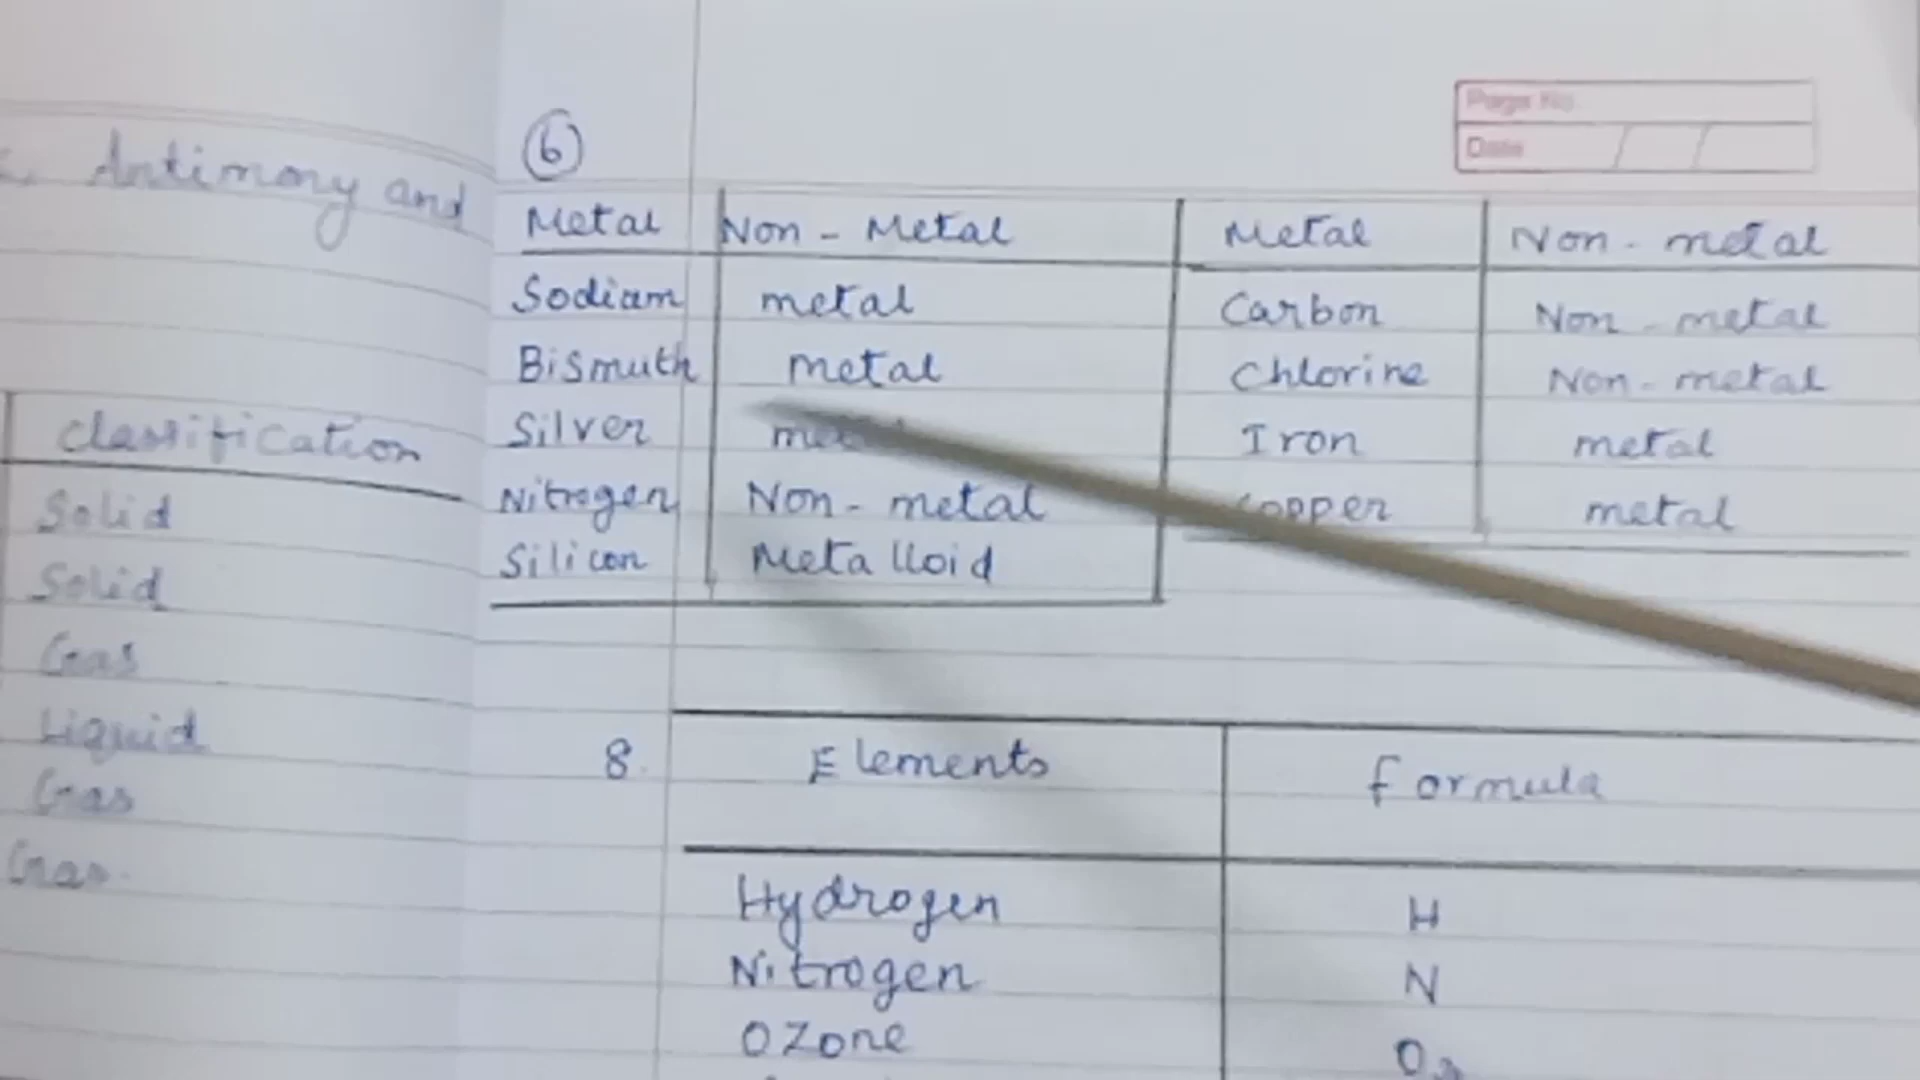 Antimony and
Classification
Solid
Solid
Gas
Liquid
Gas
Gas.
Page No.
Date
6
Metal Non - Metal Metal Non - metal
Sodium metal Carbon Non - metal
Bismuth metal Chlorine Non - metal
Silver Iron metal
Nitrogen Non - metal Copper metal
Silicon Metalloid
8. Elements formula
Hydrogen H
Nitrogen N
Ozone